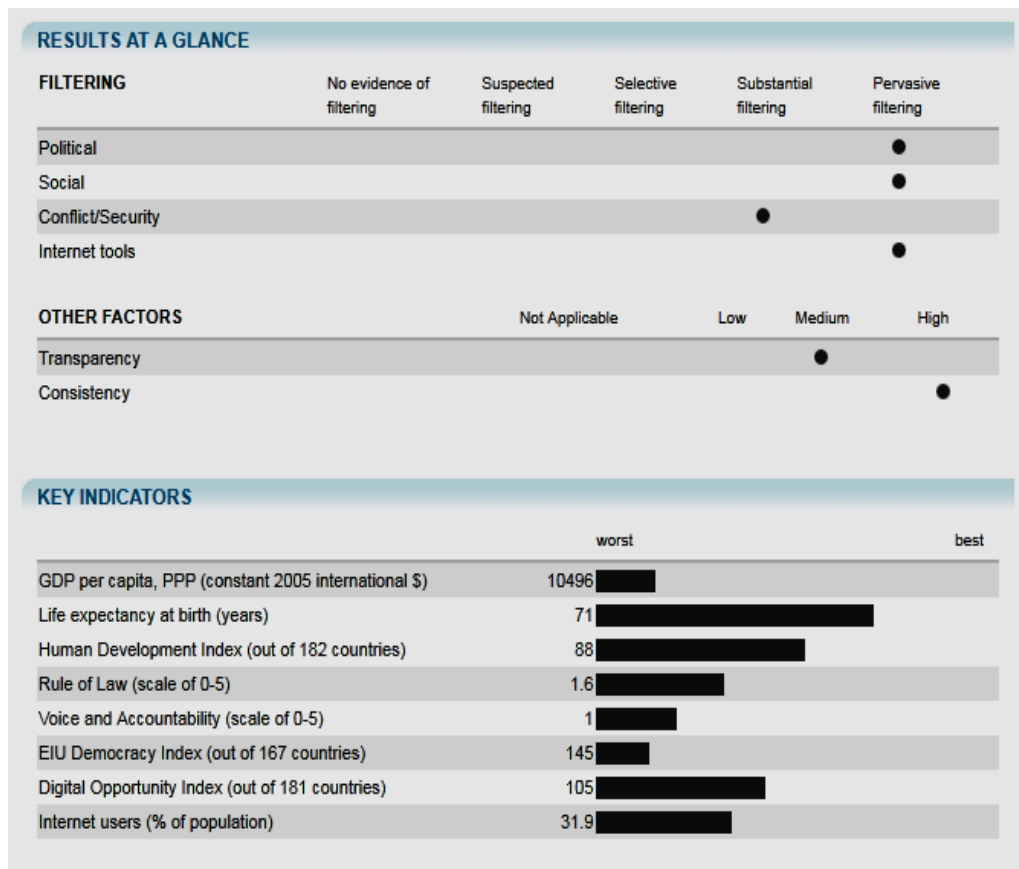 RESULTS AT A GLANCE
FILTERING No evidence of filtering Suspected filtering Selective filtering Substantial filtering Pervasive filtering
Political
Social
Conflict/Security
Internet tools
OTHER FACTORS Not Applicable Low Medium High
Transparency
Consistency
KEY INDICATORS
worst best
GDP per capita, PPP (constant 2005 international $) 10496
Life expectancy at birth (years) 71
Human Development Index (out of 182 countries) 88
Rule of Law (scale of 0-5) 1.6
Voice and Accountability (scale of 0-5) 1
EIU Democracy Index (out of 167 countries) 145
Digital Opportunity Index (out of 181 countries) 105
Internet users (% of population) 31.9